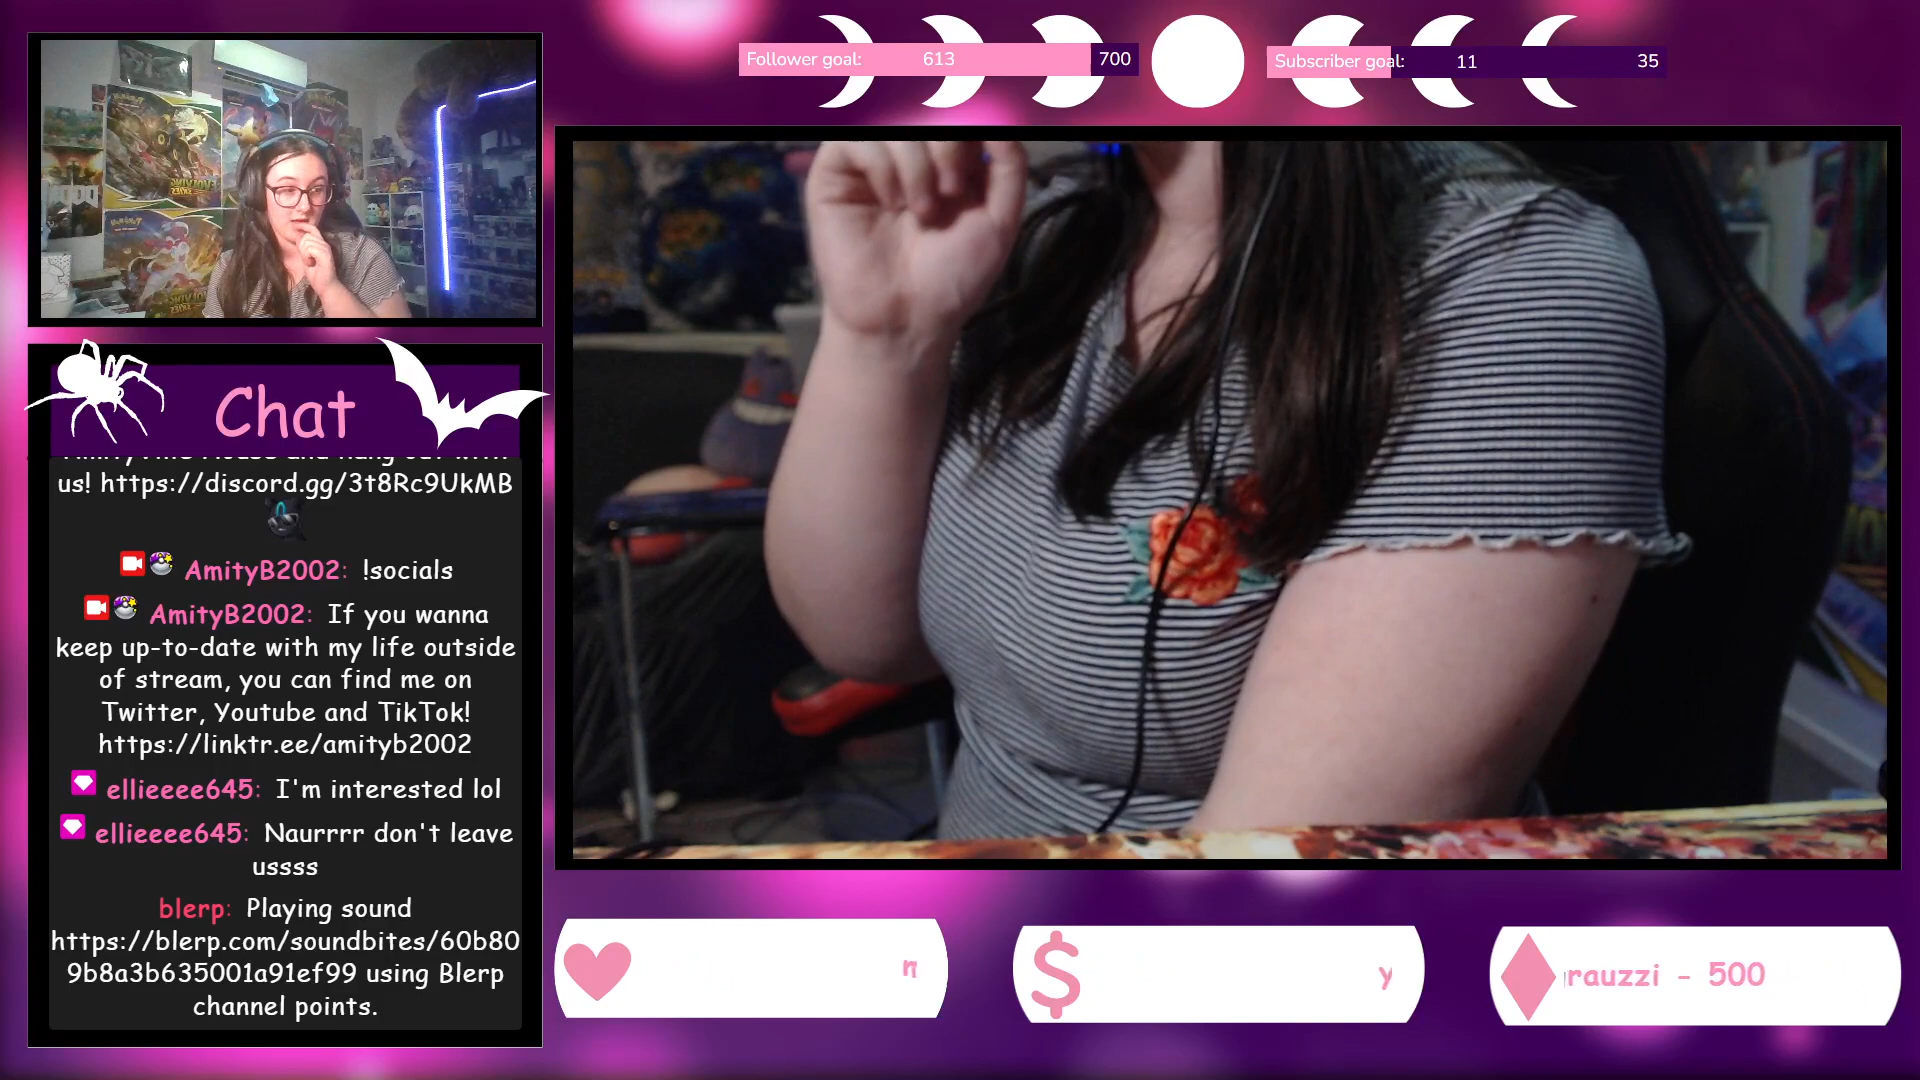 Follower goal: 613 700
Subscriber goal: 11 35
Chat
us! https://discord.gg/3t8Rc9UkMB
AmityB2002: !socials
AmityB2002: If you wanna
keep up-to-date with my life outside
of stream, you can find me on
Twitter, Youtube and TikTok!
https://linktr.ee/amityb2002
ellieeee645: I'm interested lol
ellieeee645: Naurrrr don't leave
ussss
blerp: Playing sound
https://blerp.com/soundbites/60b80
9b8a3b635001a91ef99 using Blerp
channel points.
n
y
rauzzi - 500